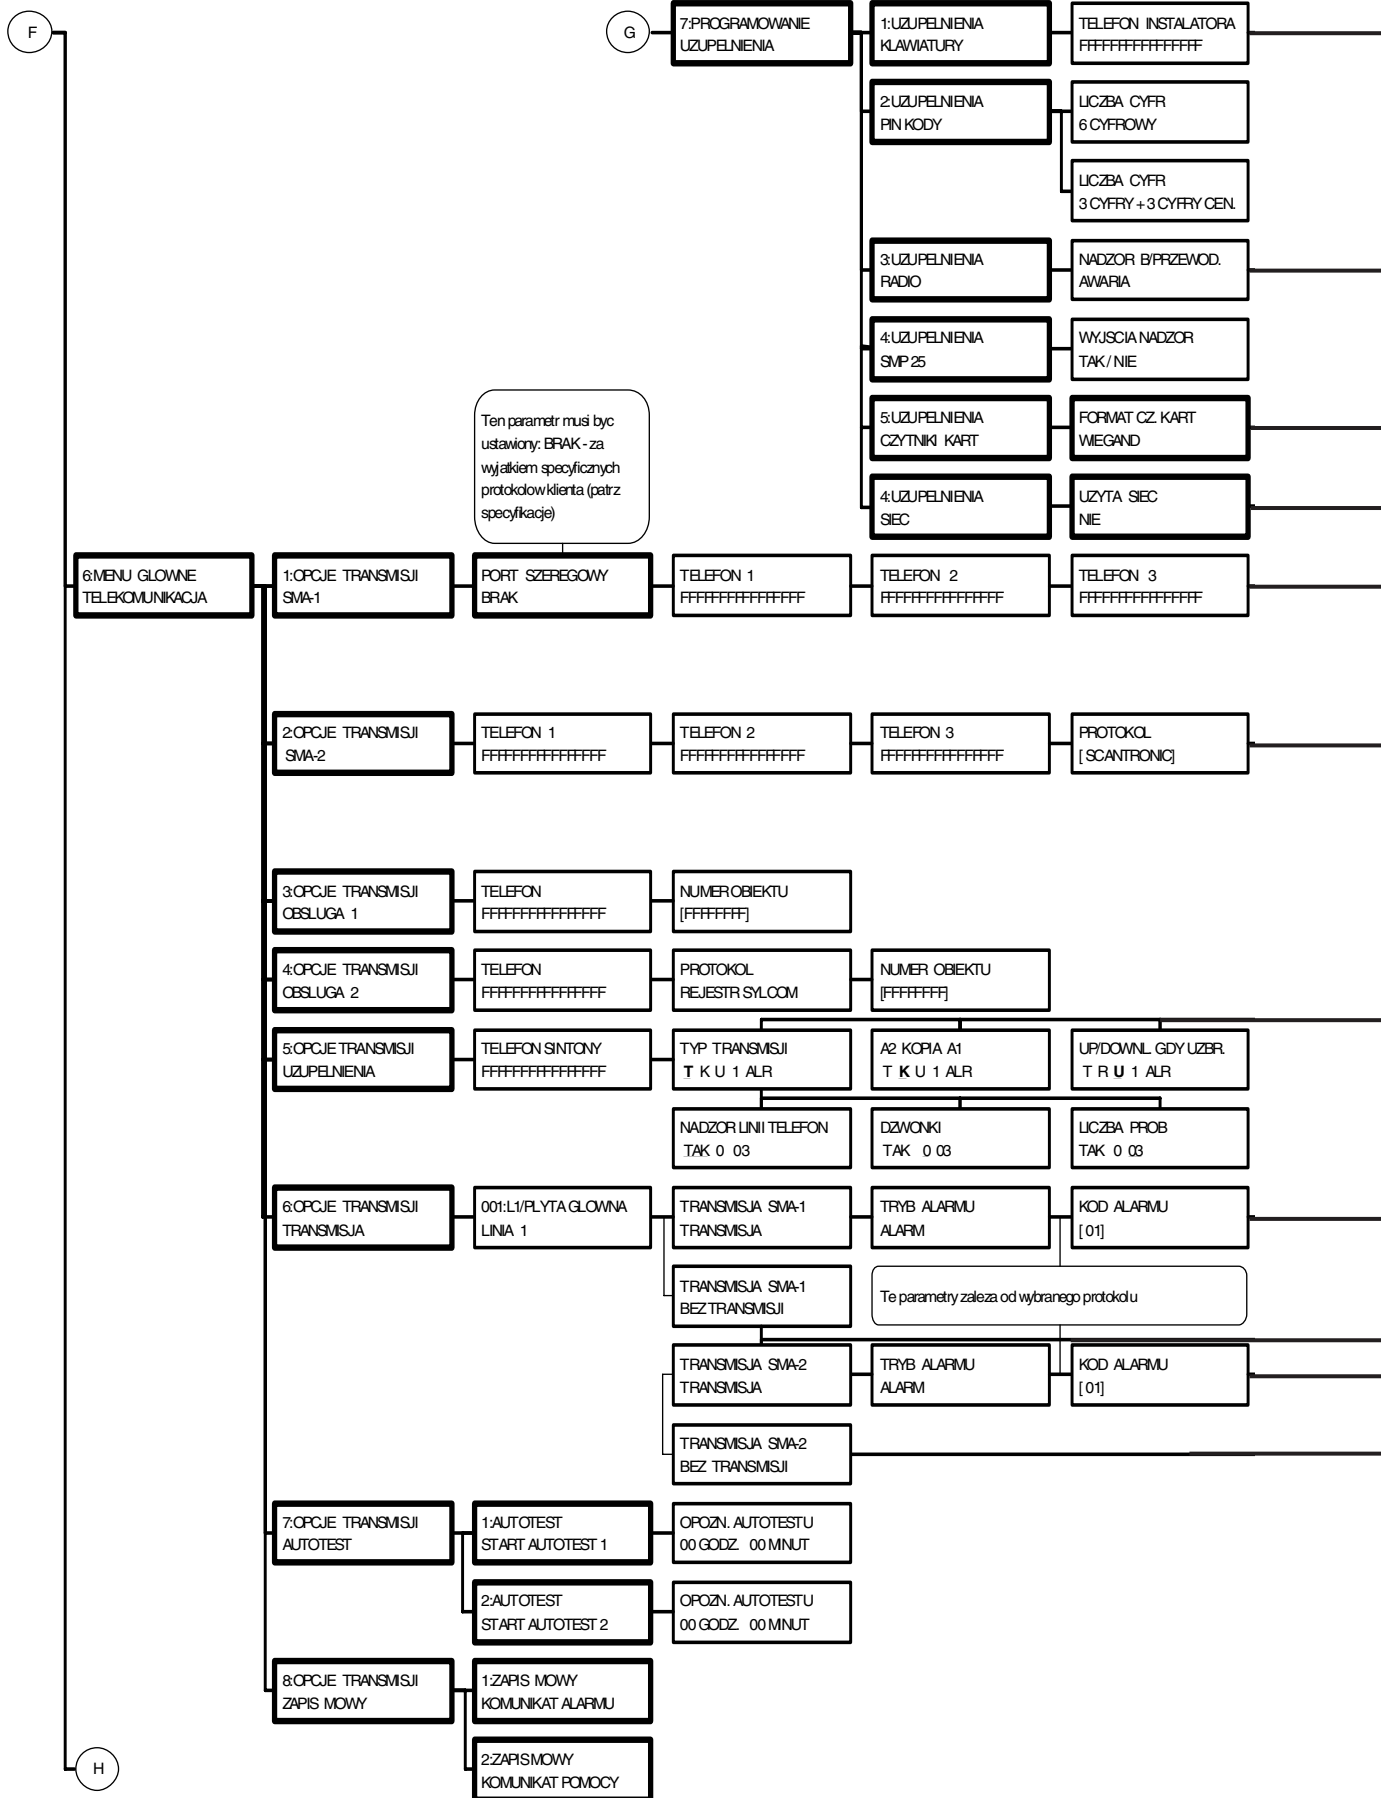 F
G
7:PROGRAMOWANIE
UZUPELNIENIA
1:UZUPELNIENIA
KLAWIATURY
TELEFON INSTALATORA
FFFFFFFFFFFFFFFF
2:UZUPELNIENIA
PIN KODY
LICZBA CYFR
6 CYFROWY
LICZBA CYFR
3 CYFRY + 3 CYFRY CEN.
3:UZUPELNIENIA
RADIO
NADZOR B/PRZEWOD.
AWARIA
4:UZUPELNIENIA
SMP 25
WYJSCIA NADZOR
TAK / NIE
5:UZUPELNIENIA
CZYTNIKI KART
FORMAT CZ. KART
WIEGAND
4:UZUPELNIENIA
SIEC
UZYTA SIEC
NIE
Ten parametr musi byc
ustawiony: BRAK - za
wyjatkiem specyficznych
protokolow klienta (patrz
specyfikacje)
6:MENU GLOWNE
TELEKOMUNIKACJA
1:OPCJE TRANSMISJI
SMA-1
PORT SZEREGOWY
BRAK
TELEFON 1
FFFFFFFFFFFFFFFF
TELEFON 2
FFFFFFFFFFFFFFFF
TELEFON 3
FFFFFFFFFFFFFFFF
2:OPCJE TRANSMISJI
SMA-2
TELEFON 1
FFFFFFFFFFFFFFFF
TELEFON 2
FFFFFFFFFFFFFFFF
TELEFON 3
FFFFFFFFFFFFFFFF
PROTOKOL
[ SCANTRONIC]
3:OPCJE TRANSMISJI
OBSLUGA 1
TELEFON
FFFFFFFFFFFFFFFF
NUMER OBIEKTU
[FFFFFFFF]
4:OPCJE TRANSMISJI
OBSLUGA 2
TELEFON
FFFFFFFFFFFFFFFF
PROTOKOL
REJESTR SYLCOM
NUMER OBIEKTU
[FFFFFFFF]
5:OPCJE TRANSMISJI
UZUPELNIENIA
TELEFON SINTONY
FFFFFFFFFFFFFFFF
TYP TRANSMISJI
T K U 1 ALR
A2 KOPIA A1
T K U 1 ALR
UP/DOWNL. GDY UZBR.
T R U 1 ALR
NADZOR LINII TELEFON
TAK 0 03
DZWONKI
TAK 0 03
LICZBA PROB
TAK 0 03
6:OPCJE TRANSMISJI
TRANSMISJA
001:L1/PLYTA GLOWNA
LINIA 1
TRANSMISJA SMA-1
TRANSMISJA
TRYB ALARMU
ALARM
KOD ALARMU
[ 01]
TRANSMISJA SMA-1
BEZ TRANSMISJI
Te parametry zaleza od wybranego protokolu
TRANSMISJA SMA-2
TRANSMISJA
TRYB ALARMU
ALARM
KOD ALARMU
[ 01]
TRANSMISJA SMA-2
BEZ TRANSMISJI
7:OPCJE TRANSMISJI
AUTOTEST
1:AUTOTEST
START AUTOTEST 1
OPOZN. AUTOTESTU
00 GODZ. 00 MINUT
2:AUTOTEST
START AUTOTEST 2
OPOZN. AUTOTESTU
00 GODZ. 00 MINUT
8:OPCJE TRANSMISJI
ZAPIS MOWY
1:ZAPIS MOWY
KOMUNIKAT ALARMU
2:ZAPIS MOWY
KOMUNIKAT POMOCY
H